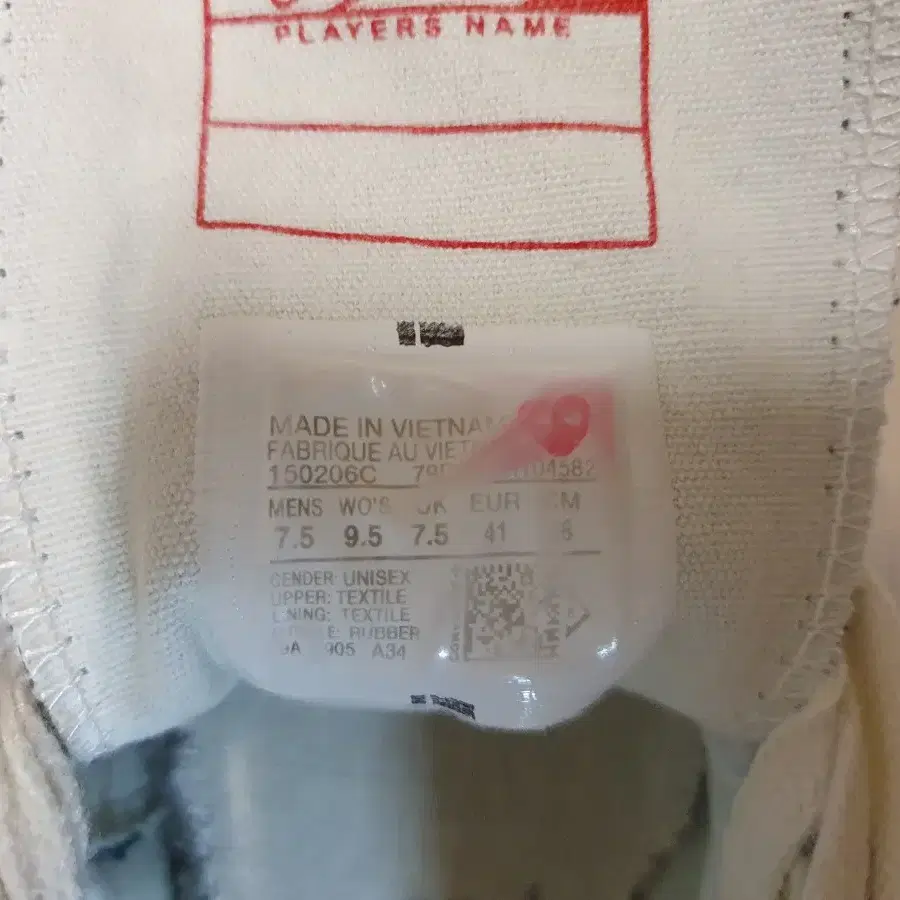 PLAYERS NAME
MADE IN VIETNAM
FABRIQUE AU
150206C
MENS WO'S UK EUR
7.5 9.5 7.5 41
GENDER: UNISEX
UPPER: TEXTILE
LINING: TEXTILE
RUBBER
905 A34